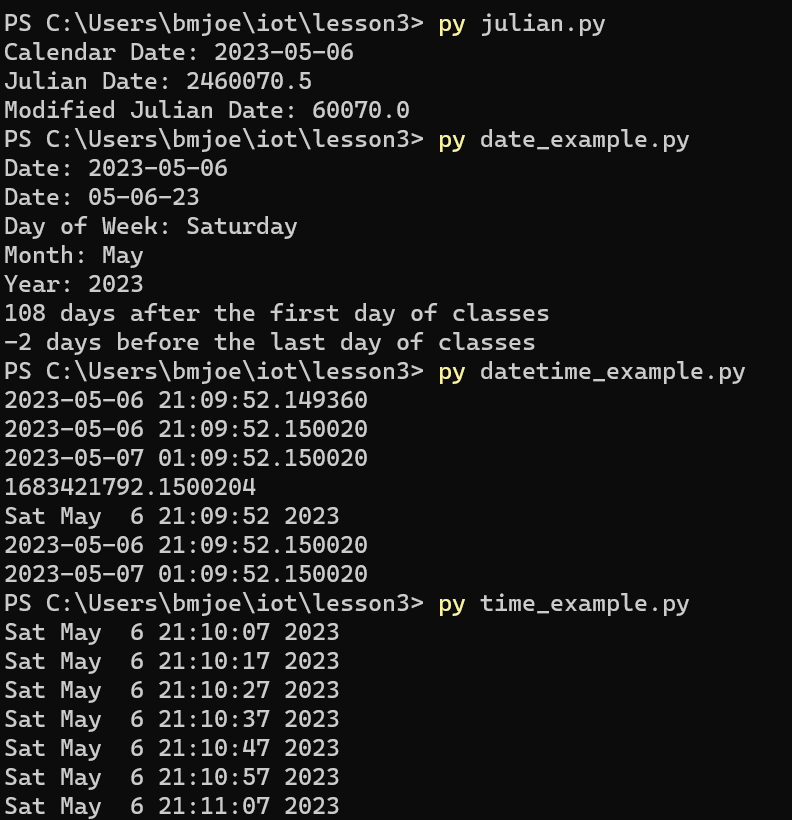 PS C:\Users\bmjoe\iot\lesson3> py julian.py
Calendar Date: 2023-05-06
Julian Date: 2460070.5
Modified Julian Date: 60070.0
PS C:\Users\bmjoe\iot\lesson3> py date_example.py
Date: 2023-05-06
Date: 05-06-23
Day of Week: Saturday
Month: May
Year: 2023
108 days after the first day of classes
-2 days before the last day of classes
PS C:\Users\bmjoe\iot\lesson3> py datetime_example.py
2023-05-06 21:09:52.149360
2023-05-06 21:09:52.150020
2023-05-07 01:09:52.150020
1683421792.1500204
Sat May  6 21:09:52 2023
2023-05-06 21:09:52.150020
2023-05-07 01:09:52.150020
PS C:\Users\bmjoe\iot\lesson3> py time_example.py
Sat May  6 21:10:07 2023
Sat May  6 21:10:17 2023
Sat May  6 21:10:27 2023
Sat May  6 21:10:37 2023
Sat May  6 21:10:47 2023
Sat May  6 21:10:57 2023
Sat May  6 21:11:07 2023